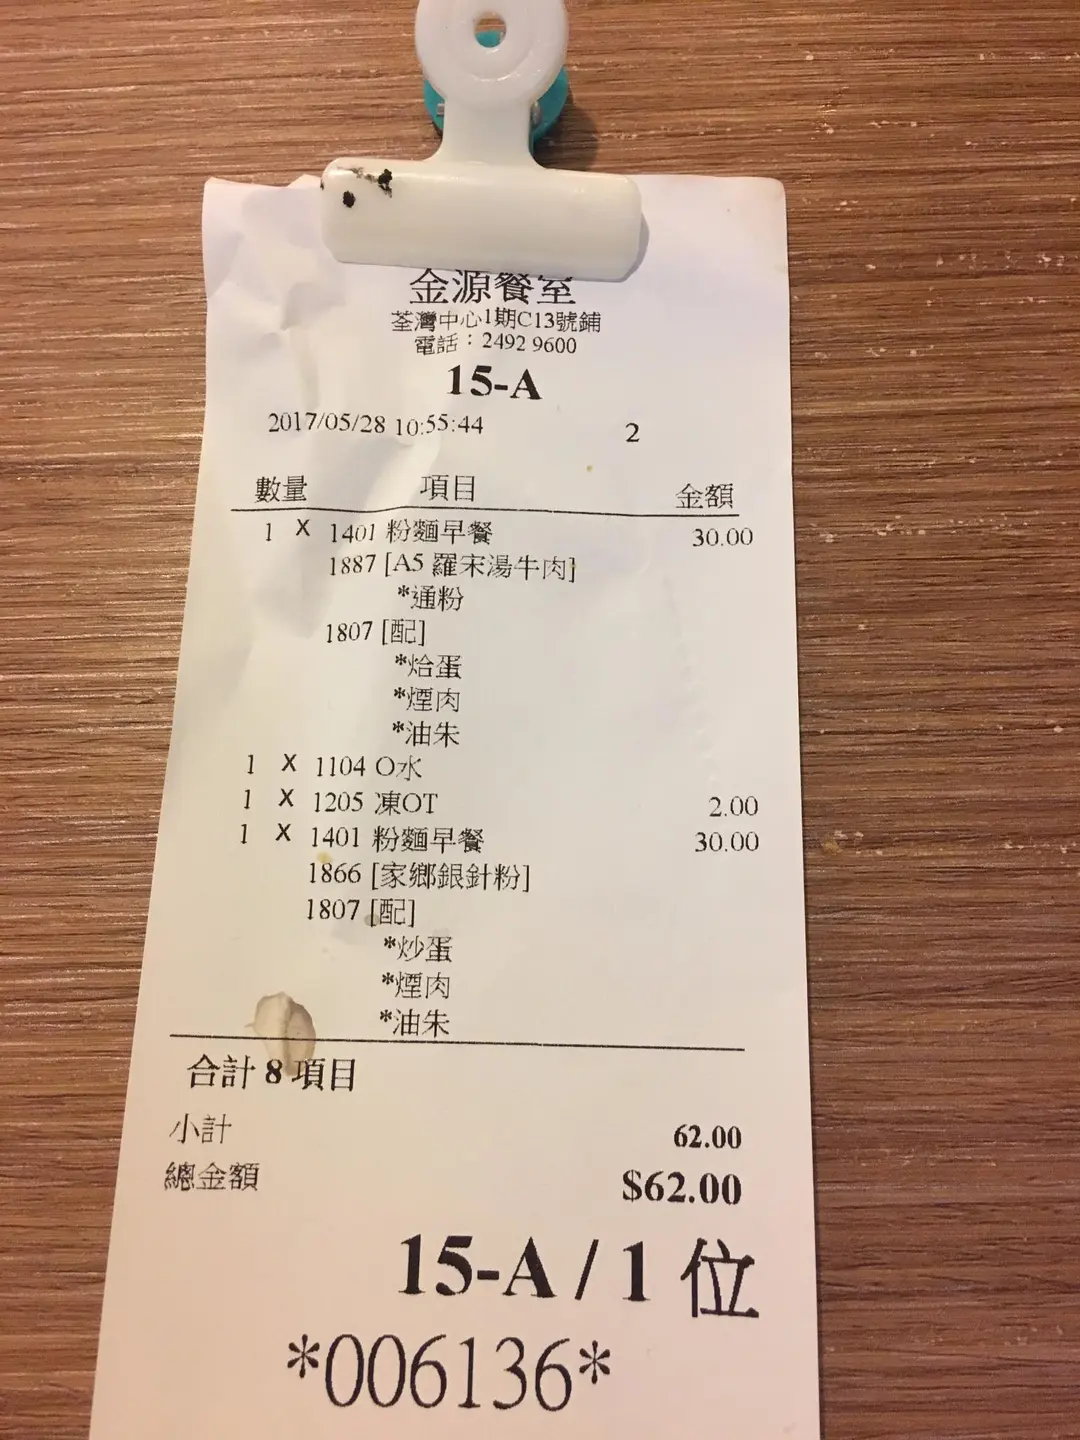 金源餐室
荃灣中心1期C13號鋪
電話：2492 9600
15-A
2017/05/28 10:55:44 2
數量 項目 金額
1 X 1401 粉麵早餐 30.00
1887 [A5 羅宋湯牛肉]
*通粉
1807 [配]
*烚蛋
*煙肉
*油朱
1 X 1104 O水
1 X 1205 凍OT 2.00
1 X 1401 粉麵早餐 30.00
1866 [家鄉銀針粉]
1807 [配]
*炒蛋
*煙肉
*油朱
合計 8 項目
小計 62.00
總金額 $62.00
15-A / 1 位
*006136*